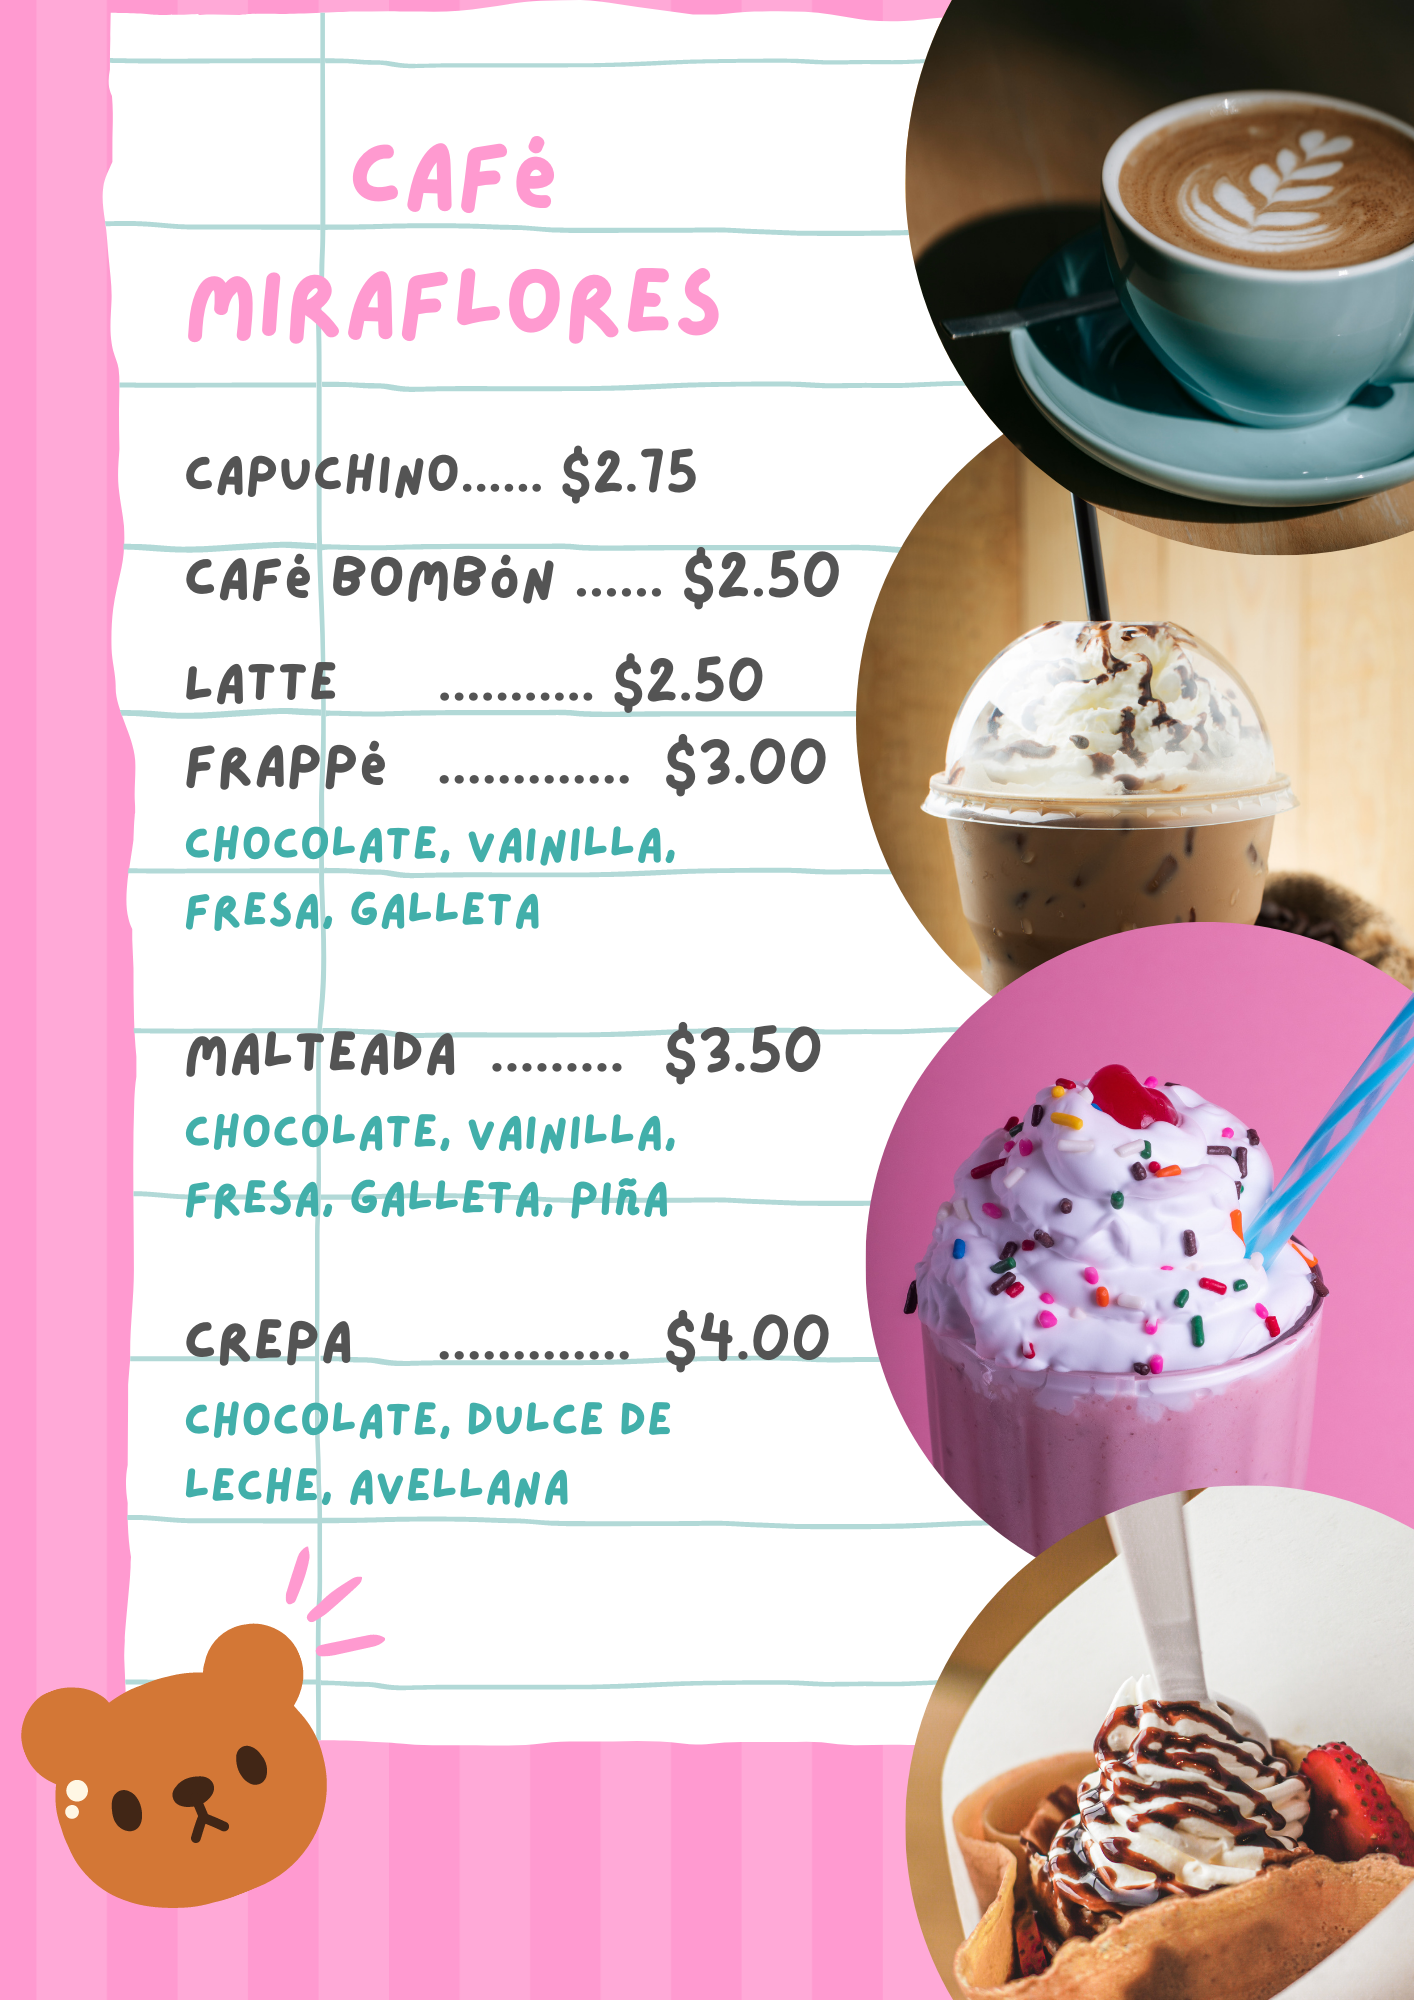 CAFé
MIRAFLORES
CAPUCHINO...... $2.75
CAFé BOMBÓN ...... $2.50
LATTE ........... $2.50
FRAPPé ............. $3.00
CHOCOLATE, VAINILLA,
FRESA, GALLETA
MALTEADA ......... $3.50
CHOCOLATE, VAINILLA,
FRESA, GALLETA, PIñA
CREPA ............. $4.00
CHOCOLATE, DULCE DE
LECHE, AVELLANA